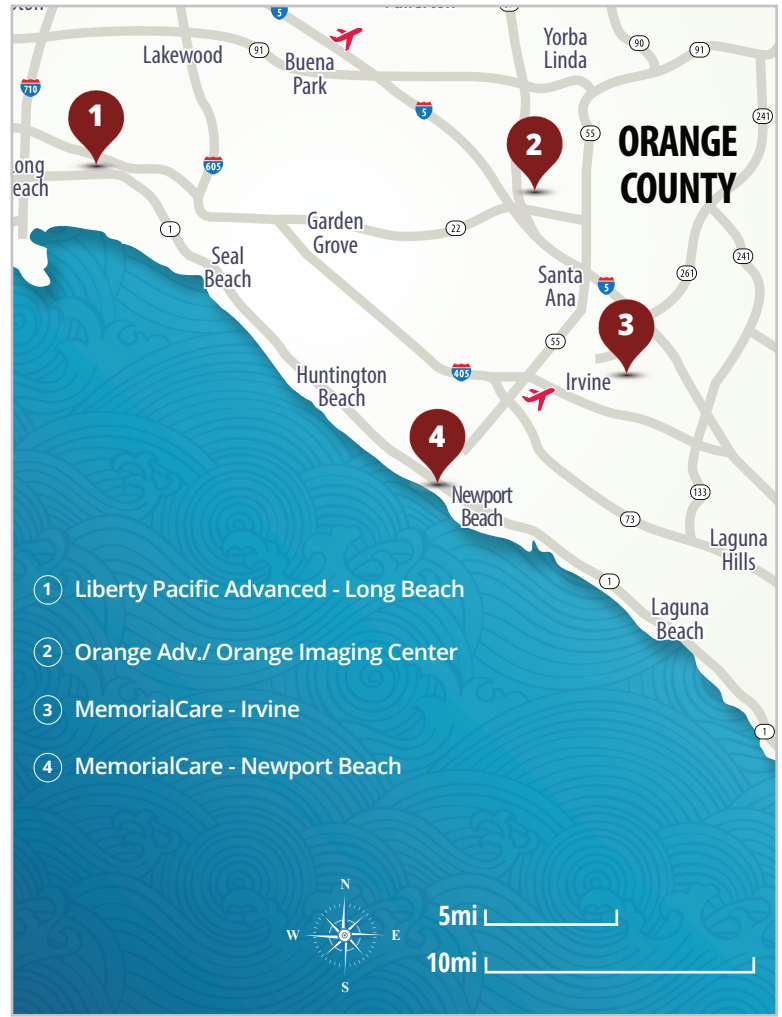 5
Lakewood
91
Buena
Park
Yorba
Linda
90
91
710
1
5
241
2
55
ORANGE
COUNTY
605
Garden
Grove
1
22
Seal
Beach
Santa
Ana
5
261
241
3
55
Huntington
Beach
405
Irvine
4
Newport
Beach
133
73
Laguna
Hills
1
Laguna
Beach
1
1 Liberty Pacific Advanced - Long Beach
2 Orange Adv./ Orange Imaging Center
3 MemorialCare - Irvine
4 MemorialCare - Newport Beach
N
W E
S
5mi
10mi